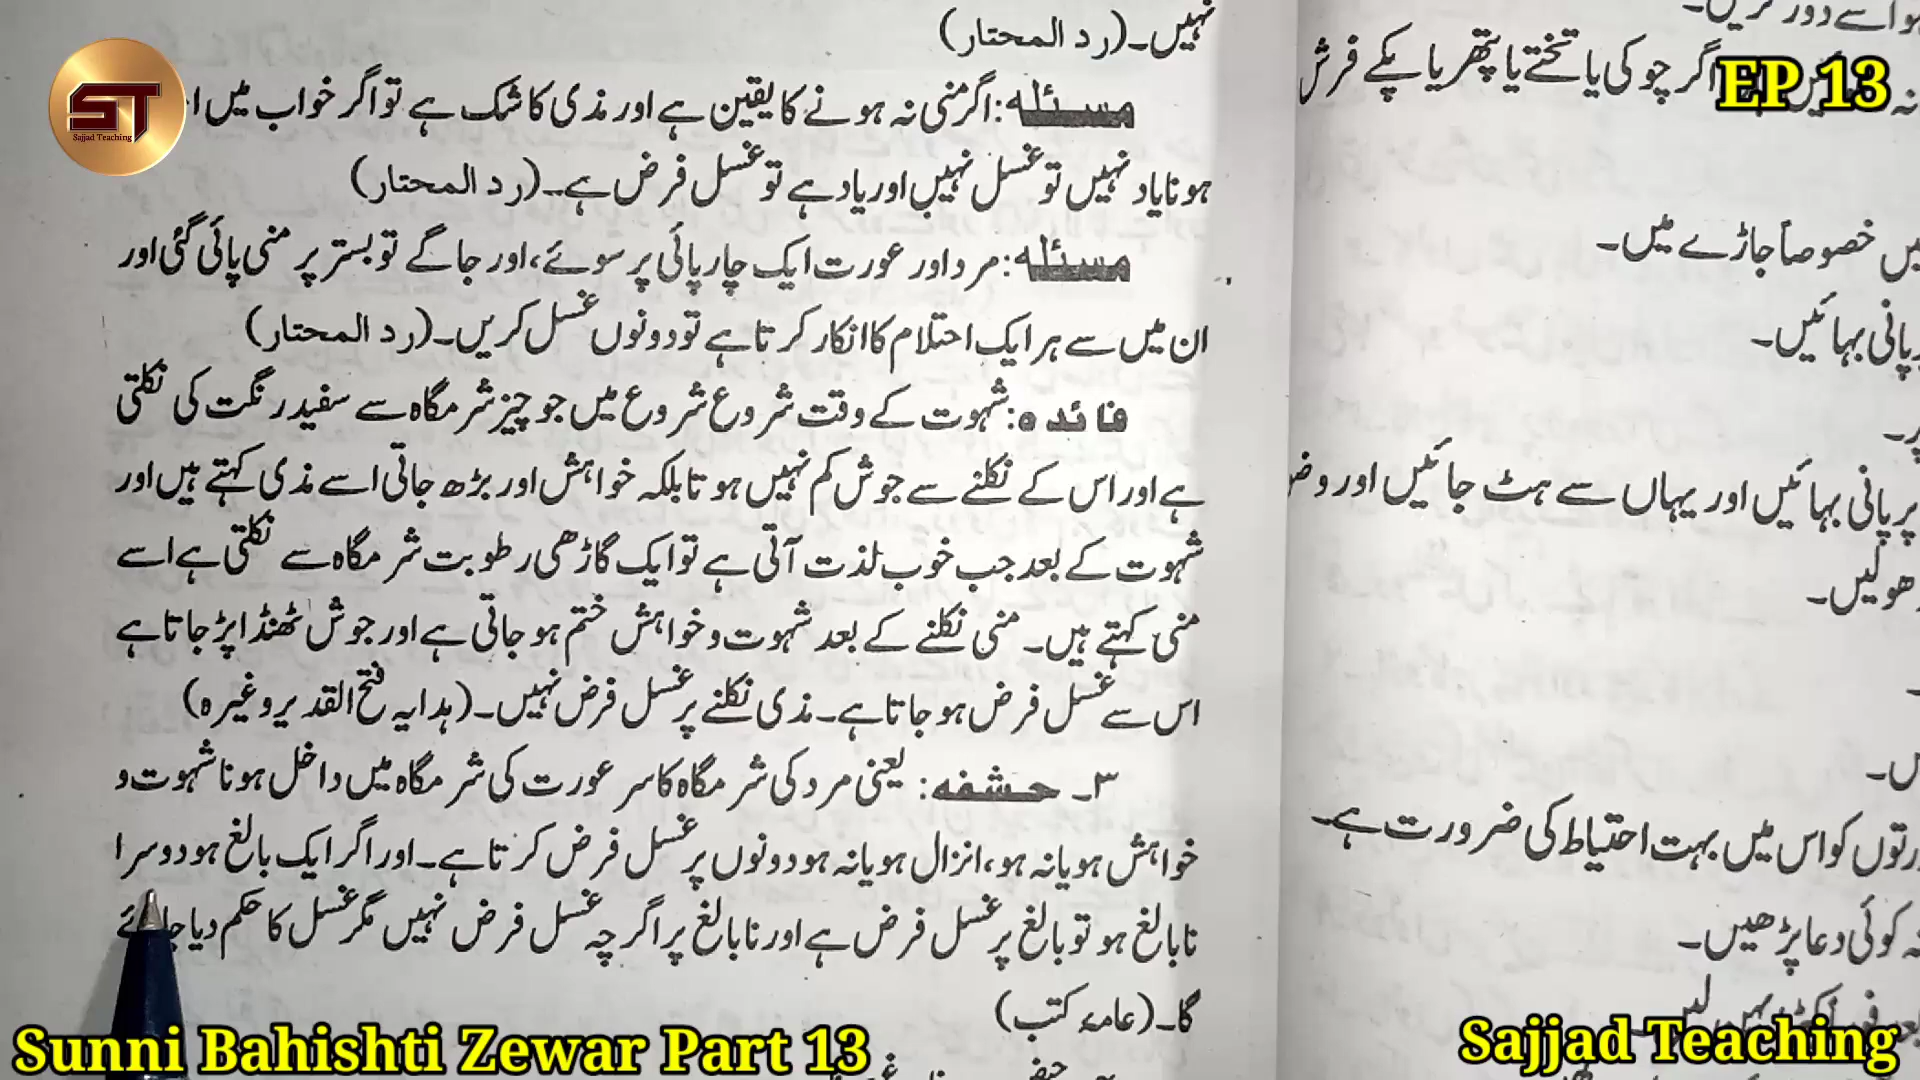 نہیں۔ (رد المحتار)
مسئلہ: اگر منی نہ ہونے کا یقین ہے اور مذی کا شک ہے تو اگر خواب میں
ہونا یاد نہیں تو غسل نہیں اور یاد ہے تو غسل فرض ہے۔ (رد المحتار)
مسئلہ: مرد اور عورت ایک چارپائی پر سوئے، اور جاگے تو بستر پر منی پائی گئی اور
ان میں سے ہر ایک احتلام کا انکار کرتا ہے تو دونوں غسل کریں۔ (رد المحتار)
فائدہ: شہوت کے وقت شروع شروع میں جو چیز شرمگاہ سے سفید رنگت کی نکلتی
ہے اور اس کے نکلنے سے جوش کم نہیں ہوتا بلکہ خواہش اور بڑھ جاتی اسے مذی کہتے ہیں اور
شہوت کے بعد جب خوب لذت آتی ہے تو ایک گاڑھی رطوبت شرمگاہ سے نکلتی ہے اسے
منی کہتے ہیں۔ منی نکلنے کے بعد شہوت و خواہش ختم ہو جاتی ہے اور جوش ٹھنڈا پڑ جاتا ہے
اس سے غسل فرض ہو جاتا ہے۔ مذی نکلنے پر غسل فرض نہیں۔ (ہدایہ فتح القدیر وغیرہ)
۳۔ حشفہ: یعنی مرد کی شرمگاہ کا سر عورت کی شرمگاہ میں داخل ہونا شہوت و
خواہش ہو یا نہ ہو، انزال ہو یا نہ ہو دونوں پر غسل فرض کرتا ہے۔ اور اگر ایک بالغ ہو دوسرا
نابالغ ہو تو بالغ پر غسل فرض ہے اور نابالغ پر اگرچہ غسل فرض نہیں مگر غسل کا حکم دیا جائے
گا۔ (عامۂ کتب)
ہو اسے دور کریں۔
اگر چوکی یا تختے یا پتھر یا پکے فرش
میں خصوصاً جاڑے میں۔
پانی بہائیں۔
پر پانی بہائیں اور یہاں سے ہٹ جائیں اور
دھو لیں۔
عورتوں کو اس میں بہت احتیاط کی ضرورت ہے۔
نہ کوئی دعا پڑھیں۔
ST
Sajjad Teaching
EP 13
Sunni Bahishti Zewar Part 13
Sajjad Teaching